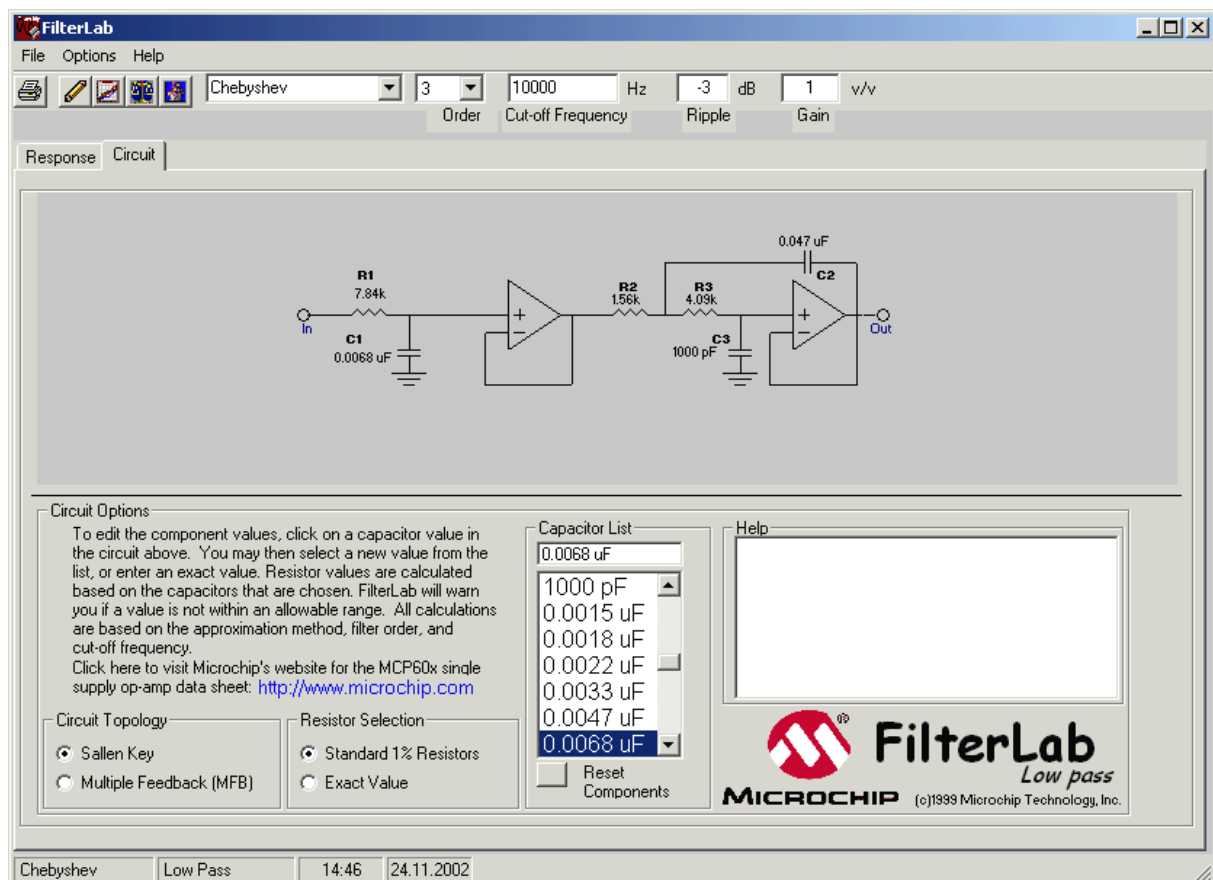 FilterLab
File Options Help
Chebyshev 3 10000 Hz -3 dB 1 v/v
Order Cut-off Frequency Ripple Gain
Response Circuit
0.047 uF
C2
R1
7.84k
R2
1.56k
R3
4.09k
+
−
+
−
In
Out
C1
0.0068 uF
C3
1000 pF
Circuit Options
To edit the component values, click on a capacitor value in
the circuit above. You may then select a new value from the
list, or enter an exact value. Resistor values are calculated
based on the capacitors that are chosen. FilterLab will warn
you if a value is not within an allowable range. All calculations
are based on the approximation method, filter order, and
cut-off frequency.
Click here to visit Microchip's website for the MCP60x single
supply op-amp data sheet: http://www.microchip.com
Circuit Topology
Sallen Key
Multiple Feedback (MFB)
Resistor Selection
Standard 1% Resistors
Exact Value
Capacitor List
0.0068 uF
1000 pF
0.0015 uF
0.0018 uF
0.0022 uF
0.0033 uF
0.0047 uF
0.0068 uF
Reset
Components
Help
® FilterLab
Low pass
MICROCHIP (c)1999 Microchip Technology, Inc.
Chebyshev Low Pass 14:46 24.11.2002